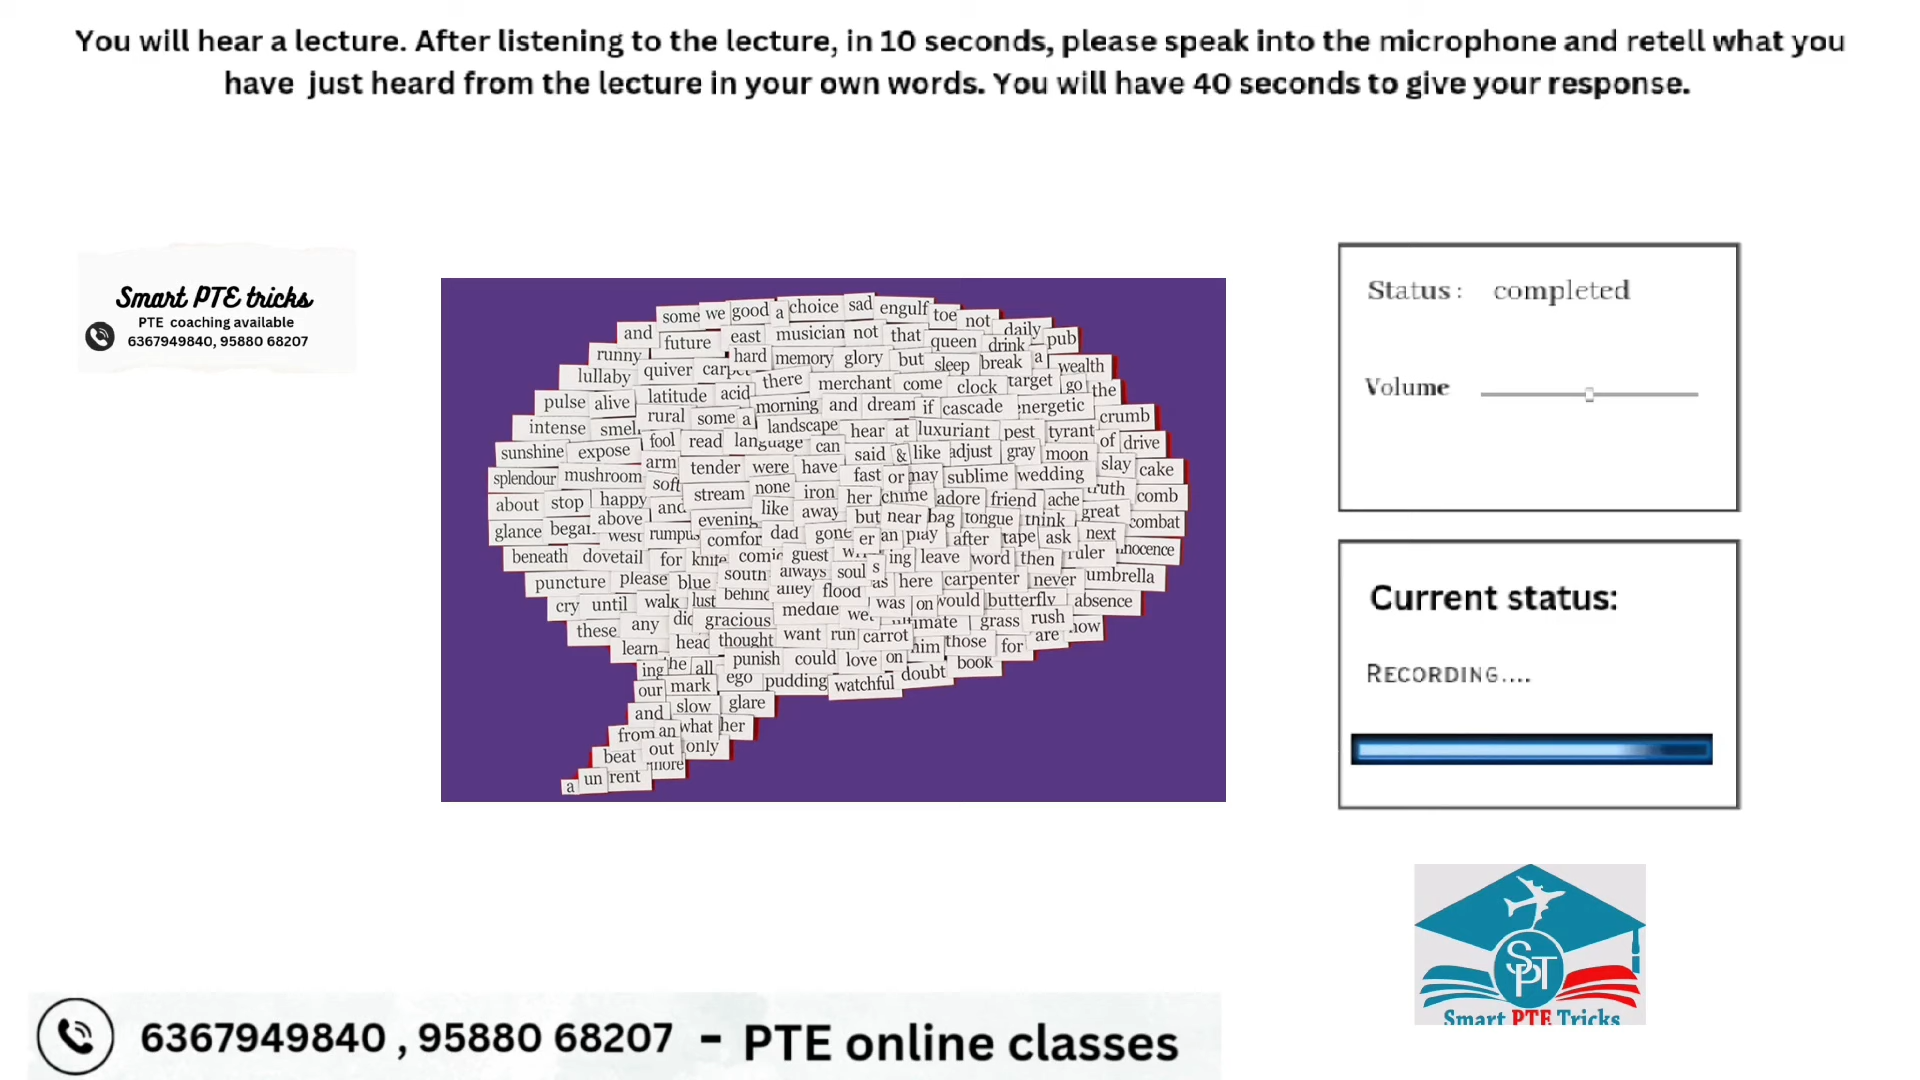 You will hear a lecture. After listening to the lecture, in 10 seconds, please speak into the microphone and retell what you
have just heard from the lecture in your own words. You will have 40 seconds to give your response.
Smart PTE tricks
PTE coaching available
6367949840, 95880 68207
some we good a choice sad engulf toe not
and future east musician not that queen drink daily pub
runny hard memory glory but sleep break a wealth
lullaby quiver there merchant come clock target go the
pulse alive latitude acid morning and dream if cascade energetic crumb
intense rural some a landscape hear at luxuriant pest tyrant of drive
sunshine expose fool read language can said & like adjust gray moon slay cake
splendour mushroom arm tender were have fast or may sublime wedding
about stop happy soft stream none iron her chime adore friend ache truth comb
glance above and evening like away but near bag tongue think great combat
west comfor dad gone er an play after tape ask next
beneath dovetail for comic guest ing leave word then ruler
puncture please blue south always soul s as here carpenter never umbrella
cry until walk behind alley flood was on would butterfly absence
these any gracious meddle grass rush
learn head thought want run carrot him those for are
ing he all punish could love on doubt book
our mark ego pudding watchful
and slow glare
from an what her
beat out only
more
a un rent
Status: completed
Volume
Current status:
RECORDING....
SPT
Smart PTE Tricks
6367949840 , 95880 68207 - PTE online classes